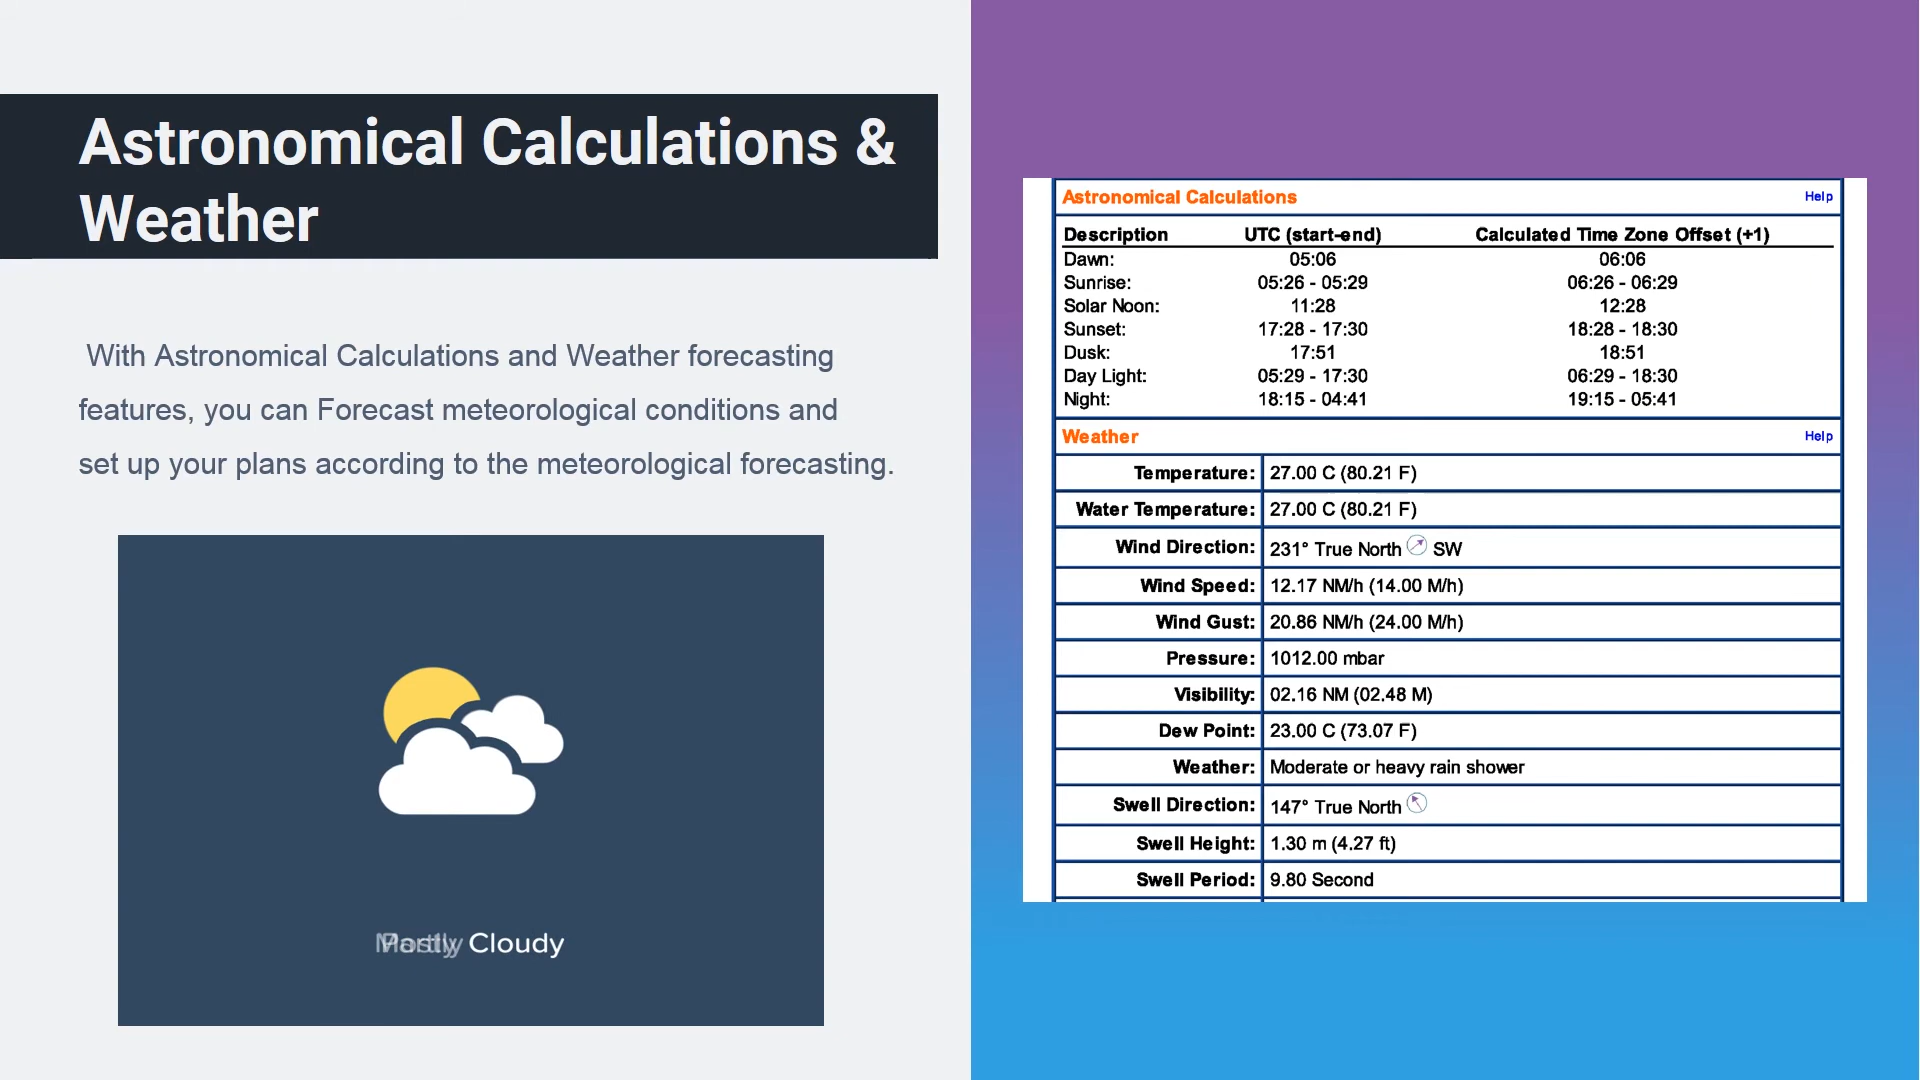 Astronomical Calculations &
Weather
With Astronomical Calculations and Weather forecasting
features, you can Forecast meteorological conditions and
set up your plans according to the meteorological forecasting.
Cloudy
Astronomical Calculations Help
Description UTC (start-end) Calculated Time Zone Offset (+1)
Dawn: 05:06 06:06
Sunrise: 05:26 - 05:29 06:26 - 06:29
Solar Noon: 11:28 12:28
Sunset: 17:28 - 17:30 18:28 - 18:30
Dusk: 17:51 18:51
Day Light: 05:29 - 17:30 06:29 - 18:30
Night: 18:15 - 04:41 19:15 - 05:41
Weather Help
Temperature: 27.00 C (80.21 F)
Water Temperature: 27.00 C (80.21 F)
Wind Direction: 231° True North SW
Wind Speed: 12.17 NM/h (14.00 M/h)
Wind Gust: 20.86 NM/h (24.00 M/h)
Pressure: 1012.00 mbar
Visibility: 02.16 NM (02.48 M)
Dew Point: 23.00 C (73.07 F)
Weather: Moderate or heavy rain shower
Swell Direction: 147° True North
Swell Height: 1.30 m (4.27 ft)
Swell Period: 9.80 Second